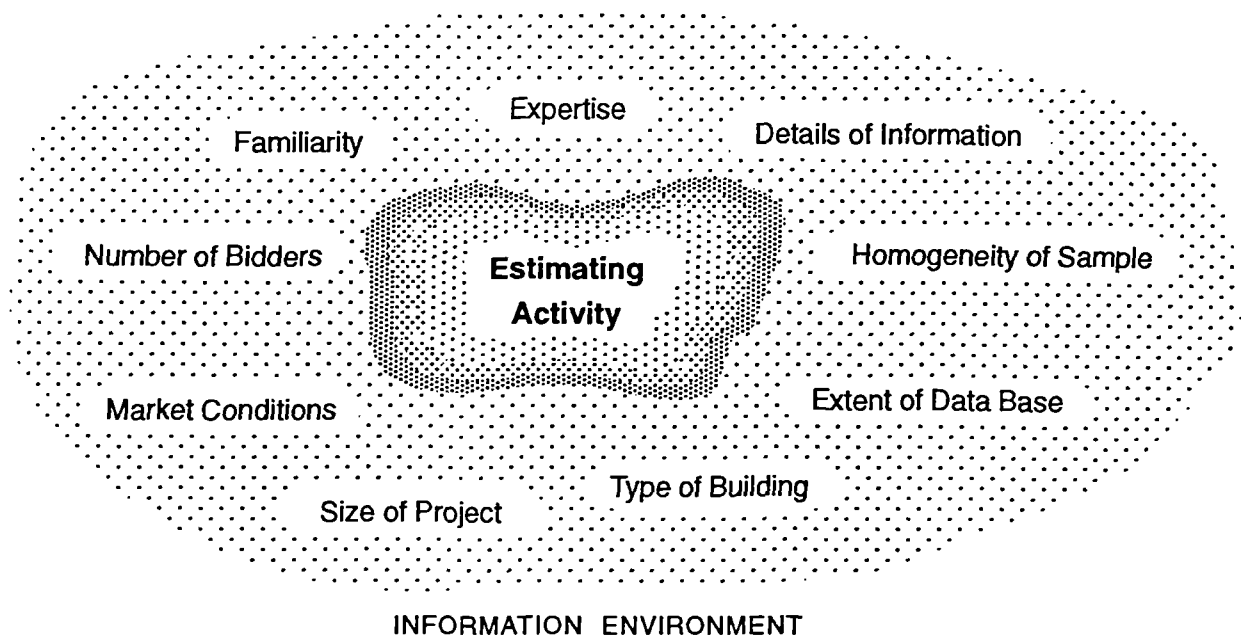 Expertise
Familiarity
Details of Information
Number of Bidders
Homogeneity of Sample
Estimating
Activity
Market Conditions
Extent of Data Base
Size of Project
Type of Building
INFORMATION ENVIRONMENT